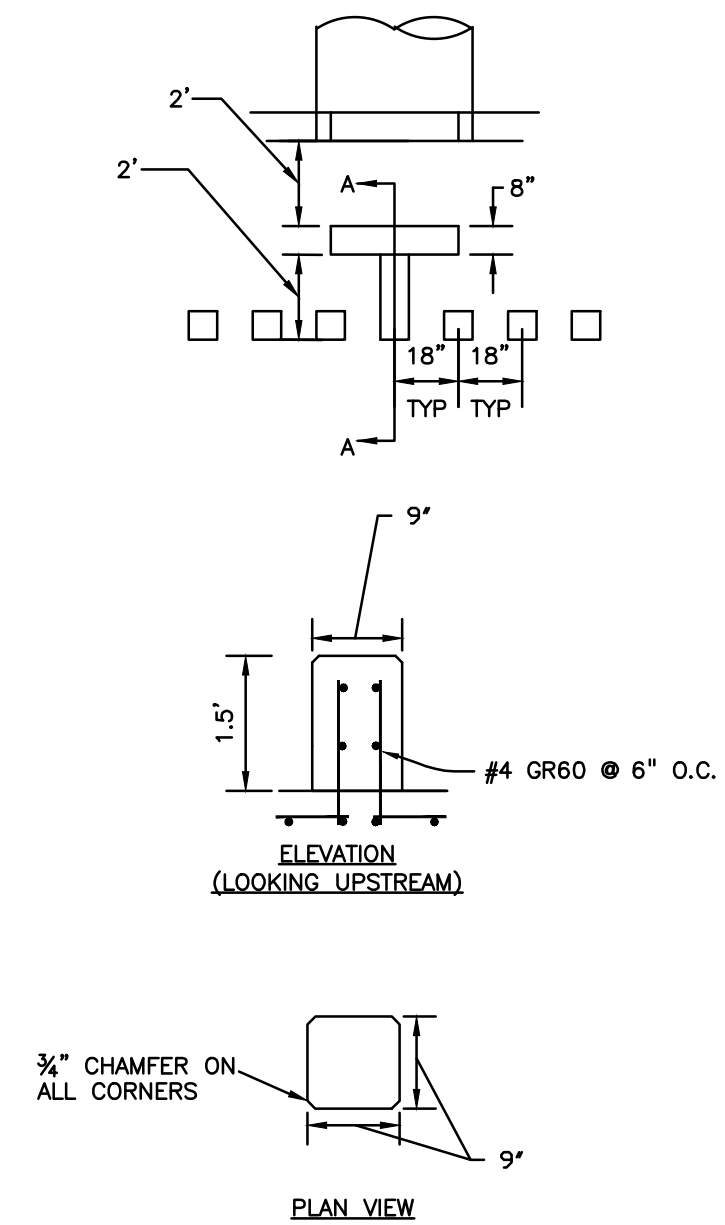 2'
2'
A
8”
18” 18”
TYP TYP
A
9"
1.5'
#4 GR60 @ 6" O.C.
ELEVATION
(LOOKING UPSTREAM)
¾” CHAMFER ON
ALL CORNERS
9"
PLAN VIEW